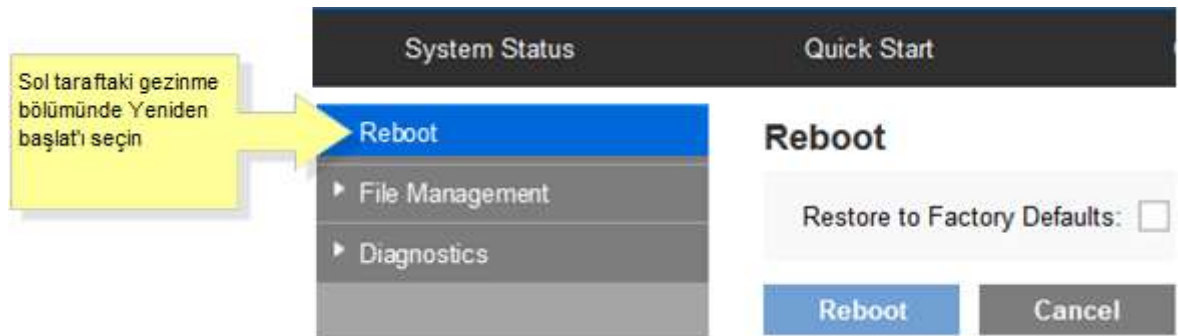 System Status
Quick Start
Sol taraftaki gezinme
bölümünde Yeniden
başlat'ı seçin
Reboot
File Management
Diagnostics
Reboot
Restore to Factory Defaults:
Reboot
Cancel